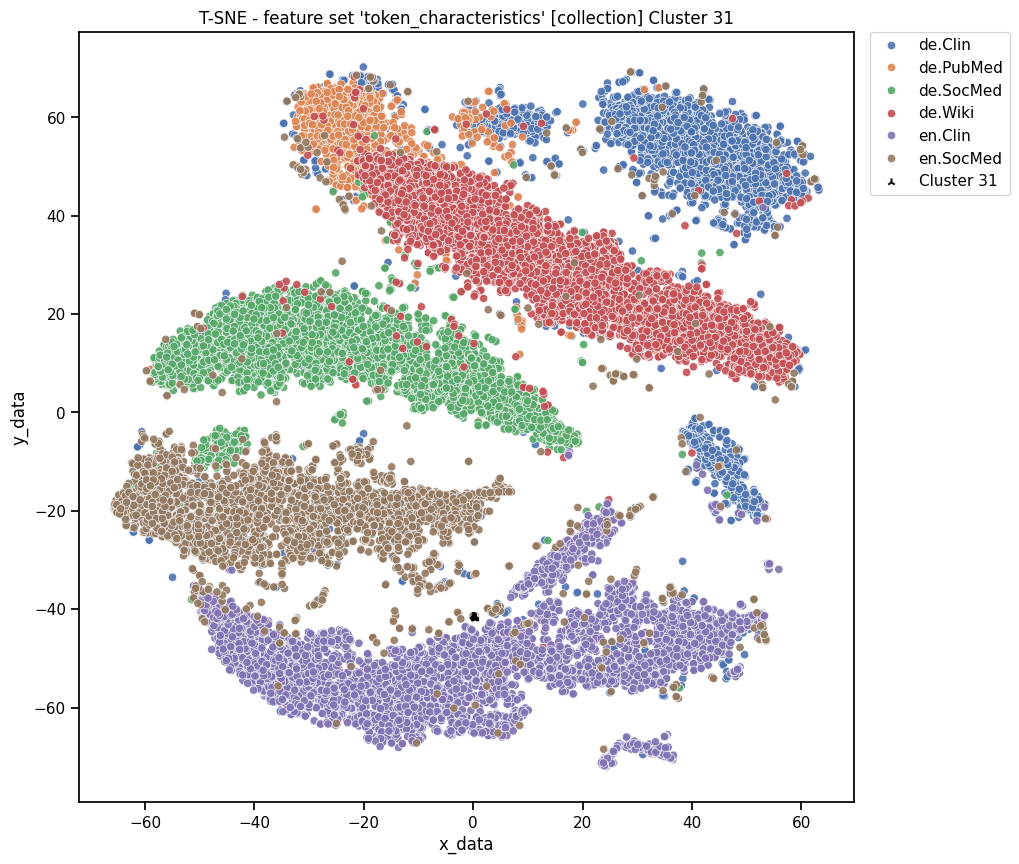 T-SNE - feature set 'token_characteristics' [collection] Cluster 31
de.Clin
de.PubMed
de.SocMed
de.Wiki
en.Clin
en.SocMed
Cluster 31
y_data
60
40
20
0
−20
−40
−60
−60 −40 −20 0 20 40 60
x_data